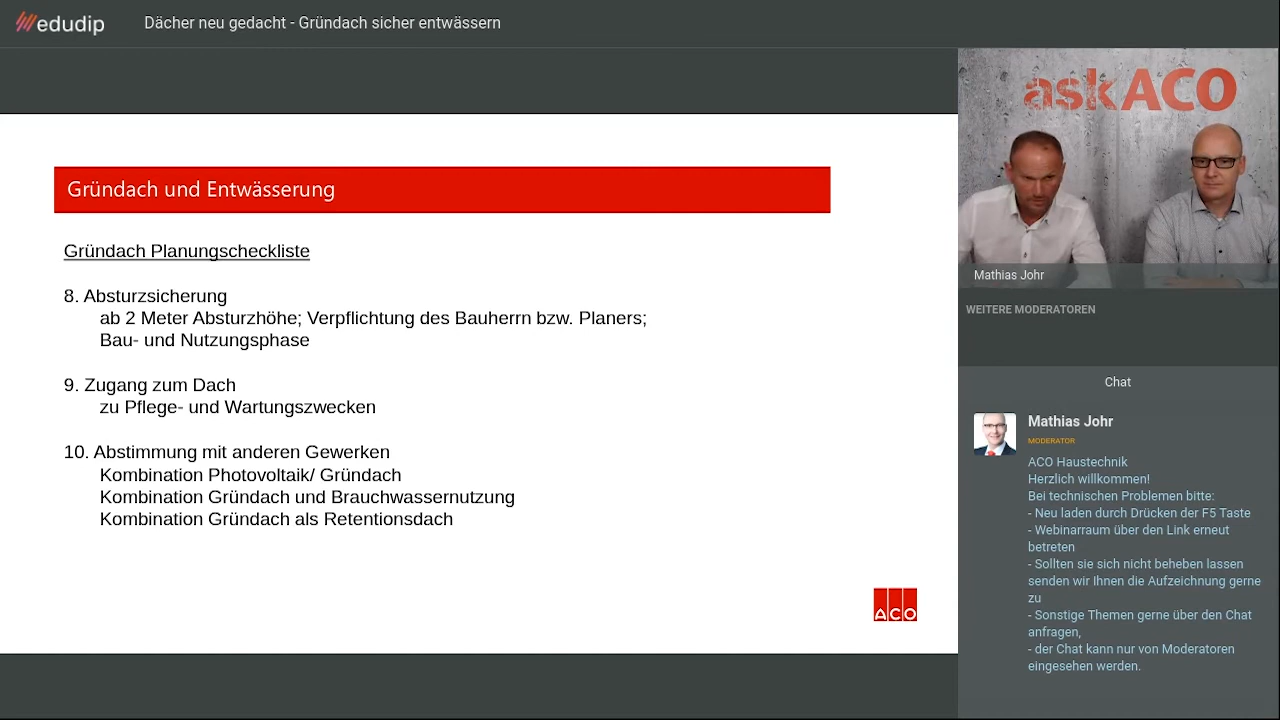 edudip
Dächer neu gedacht - Gründach sicher entwässern
Gründach und Entwässerung
Gründach Planungscheckliste
8. Absturzsicherung
ab 2 Meter Absturzhöhe; Verpflichtung des Bauherrn bzw. Planers;
Bau- und Nutzungsphase
9. Zugang zum Dach
zu Pflege- und Wartungszwecken
10. Abstimmung mit anderen Gewerken
Kombination Photovoltaik/ Gründach
Kombination Gründach und Brauchwassernutzung
Kombination Gründach als Retentionsdach
ACO
askACO
Mathias Johr
WEITERE MODERATOREN
Chat
Mathias Johr
MODERATOR
ACO Haustechnik
Herzlich willkommen!
Bei technischen Problemen bitte:
- Neu laden durch Drücken der F5 Taste
- Webinarraum über den Link erneut
betreten
- Sollten sie sich nicht beheben lassen
senden wir Ihnen die Aufzeichnung gerne
zu
- Sonstige Themen gerne über den Chat
anfragen,
- der Chat kann nur von Moderatoren
eingesehen werden.